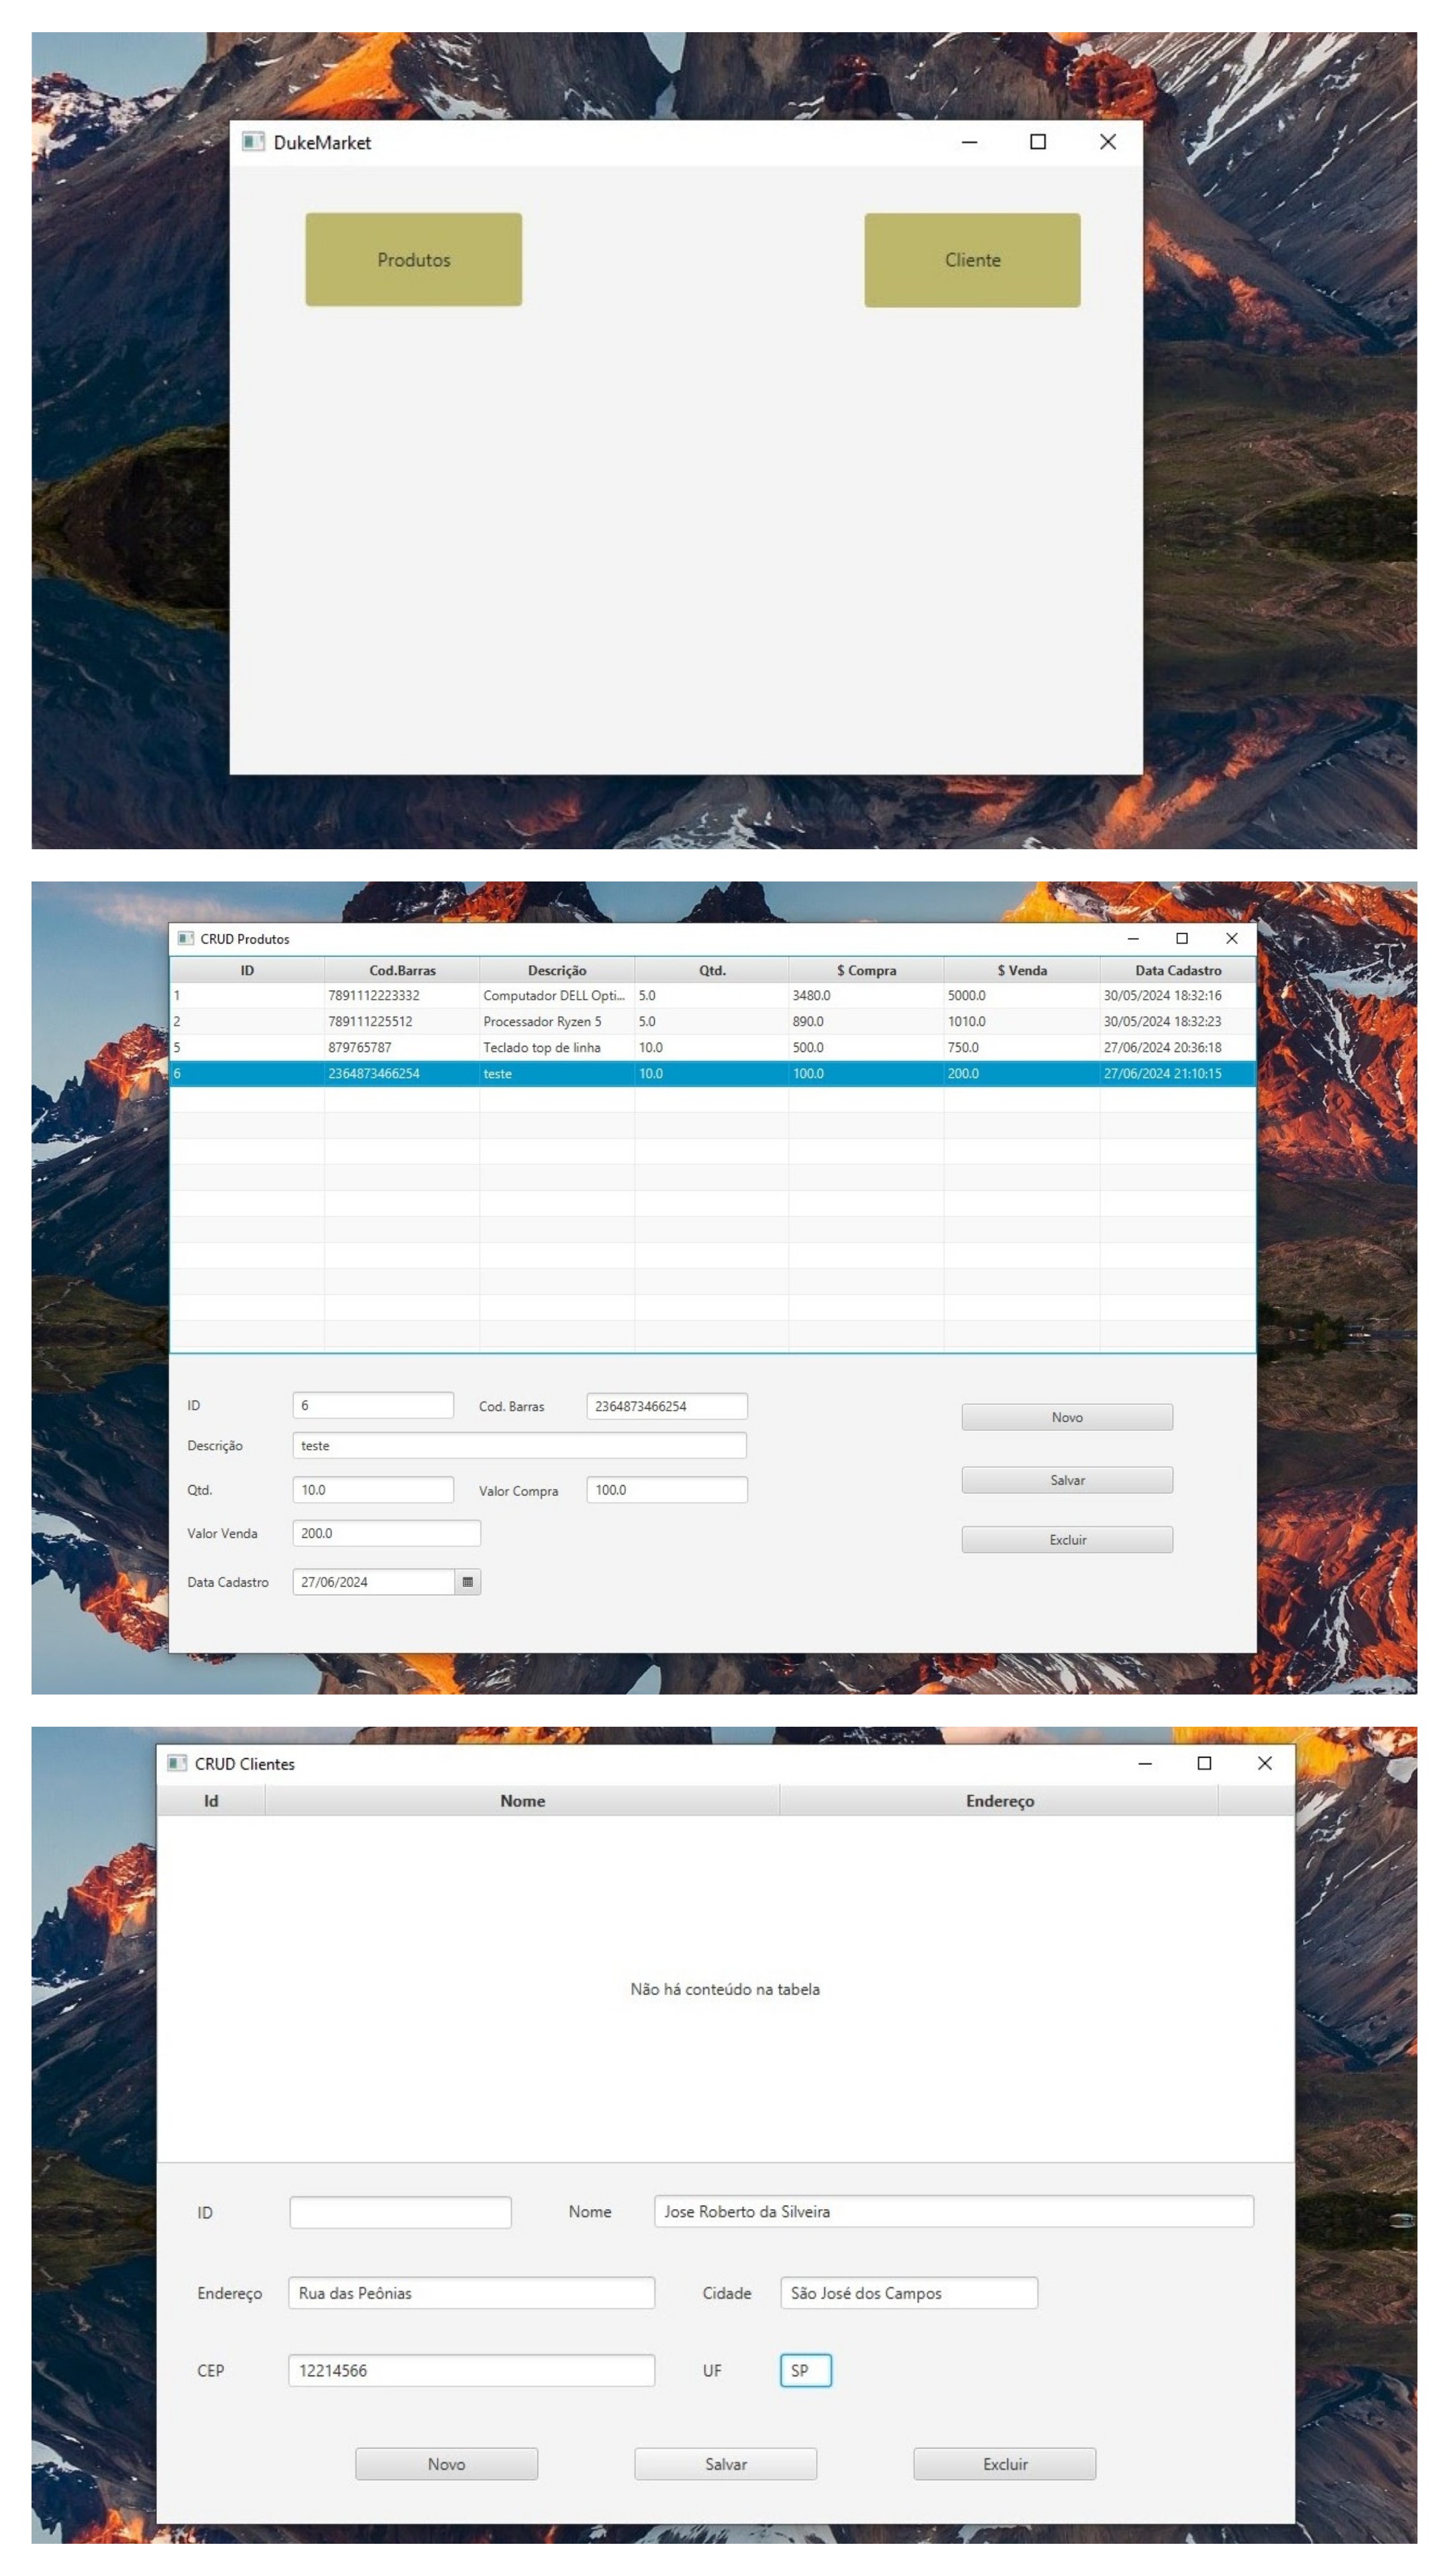 DukeMarket
Produtos Cliente
CRUD Produtos
ID Cod.Barras Descrição Qtd. $ Compra $ Venda Data Cadastro
1 7891112223332 Computador DELL Opti... 5.0 3480.0 5000.0 30/05/2024 18:32:16
2 789111225512 Processador Ryzen 5 5.0 890.0 1010.0 30/05/2024 18:32:23
5 879765787 Teclado top de linha 10.0 500.0 750.0 27/06/2024 20:36:18
6 2364873466254 teste 10.0 100.0 200.0 27/06/2024 21:10:15
ID 6 Cod. Barras 2364873466254
Novo
Descrição teste
Salvar
Qtd. 10.0 Valor Compra 100.0
Valor Venda 200.0
Excluir
Data Cadastro 27/06/2024
CRUD Clientes
Id Nome Endereço
Não há conteúdo na tabela
ID Nome Jose Roberto da Silveira
Endereço Rua das Peônias Cidade São José dos Campos
CEP 12214566 UF SP
Novo Salvar Excluir